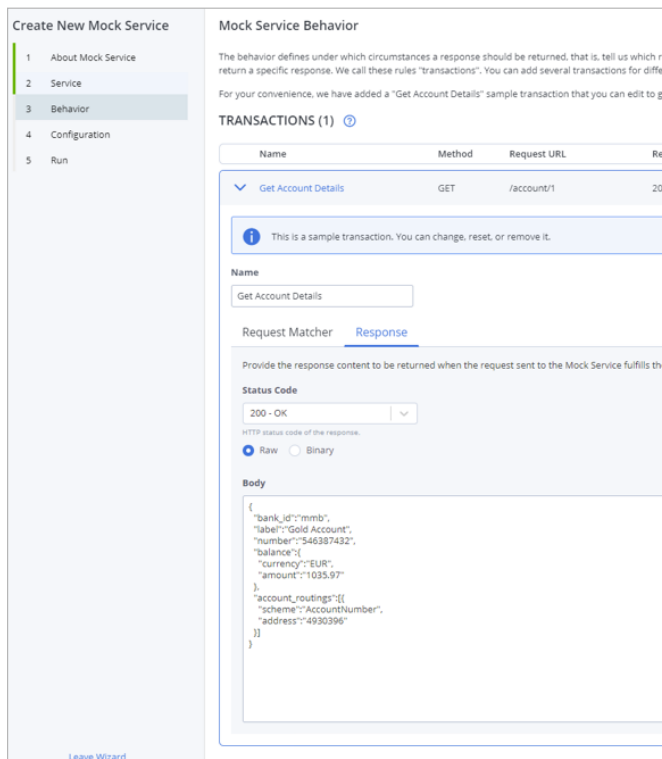 Create New Mock Service
1 About Mock Service
2 Service
3 Behavior
4 Configuration
5 Run
Leave Wizard
Mock Service Behavior
The behavior defines under which circumstances a response should be returned, that is, tell us which r
return a specific response. We call these rules "transactions". You can add several transactions for diffe
For your convenience, we have added a "Get Account Details" sample transaction that you can edit to g
TRANSACTIONS (1) ?
Name Method Request URL Re
Get Account Details GET /account/1 20
This is a sample transaction. You can change, reset, or remove it.
Name
Get Account Details
Request Matcher Response
Provide the response content to be returned when the request sent to the Mock Service fulfills th
Status Code
200 - OK
HTTP status code of the response.
Raw Binary
Body
{
"bank_id":"mmb",
"label":"Gold Account",
"number":"546387432",
"balance":{
"currency":"EUR",
"amount":"1035.97"
},
"account_routings":[{
"scheme":"AccountNumber",
"address":"4930396"
}]
}